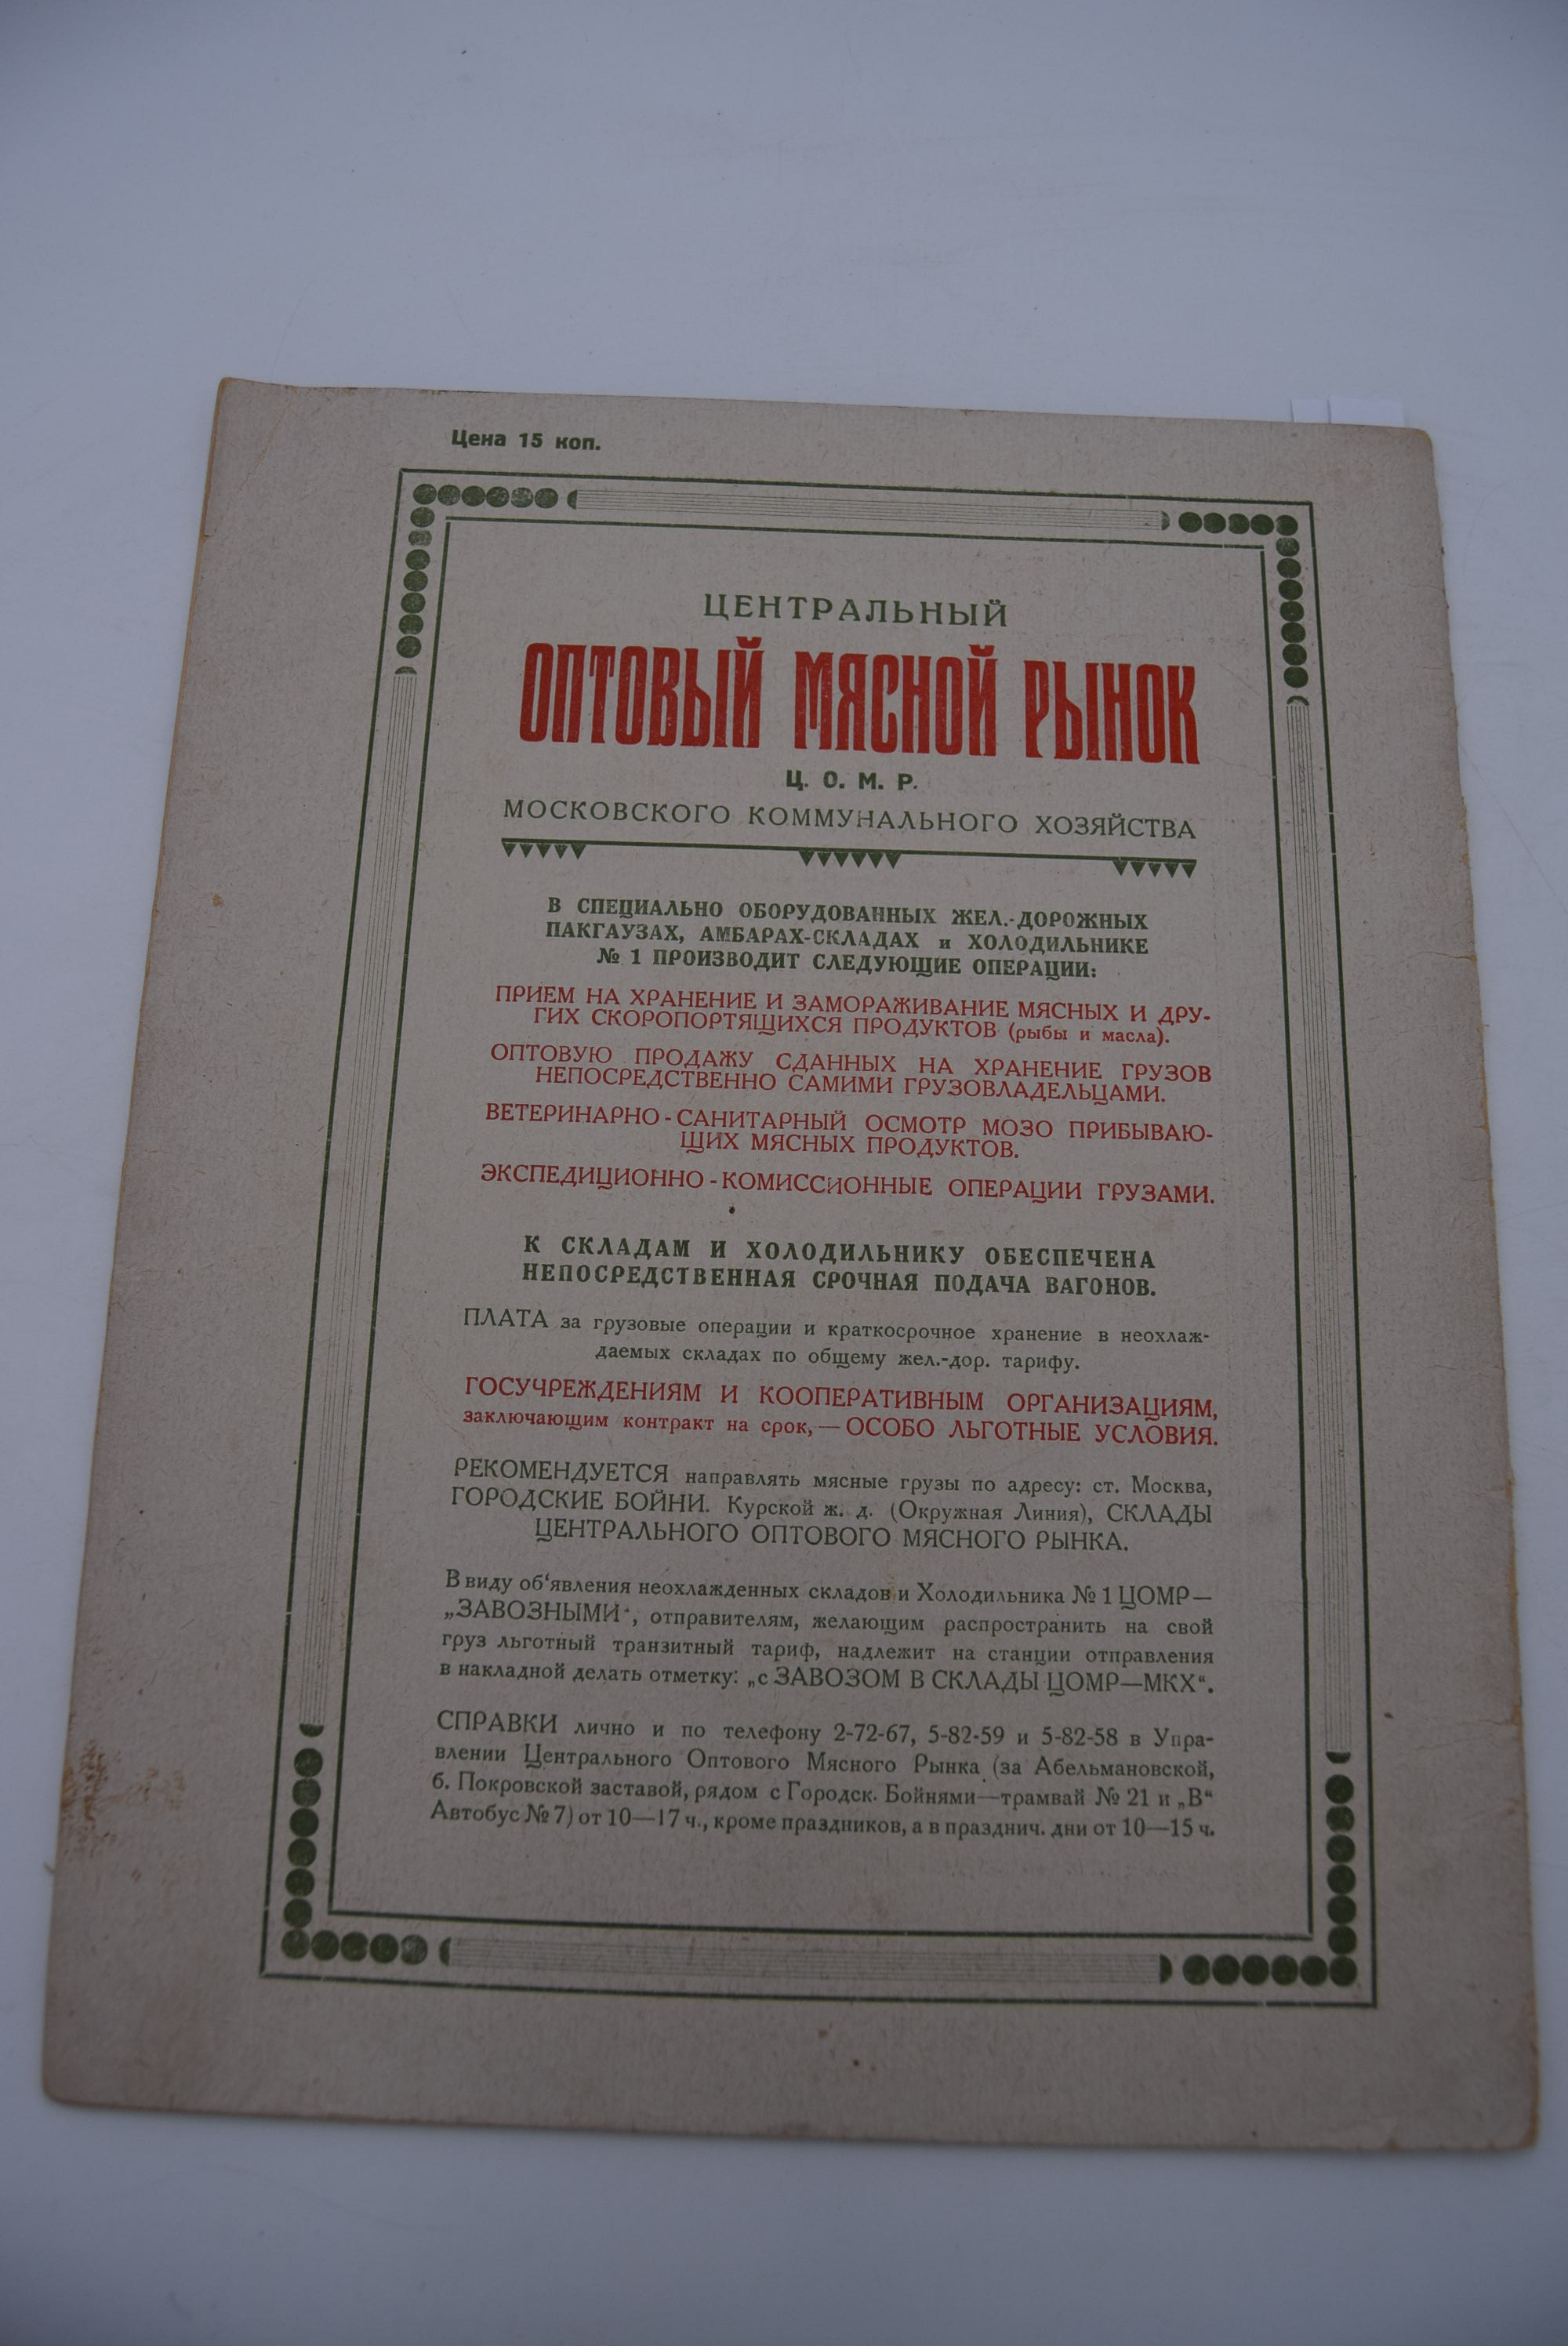 Цена 15 коп.
ЦЕНТРАЛЬНЫЙ
ОПТОВЫЙ МЯСНОЙ РЫНОК
Ц. О. М. Р.
МОСКОВСКОГО КОММУНАЛЬНОГО ХОЗЯЙСТВА
В СПЕЦИАЛЬНО ОБОРУДОВАННЫХ ЖЕЛ.-ДОРОЖНЫХ
ПАКГАУЗАХ, АМБАРАХ-СКЛАДАХ и ХОЛОДИЛЬНИКЕ
№ 1 ПРОИЗВОДИТ СЛЕДУЮЩИЕ ОПЕРАЦИИ:
ПРИЕМ НА ХРАНЕНИЕ И ЗАМОРАЖИВАНИЕ МЯСНЫХ И ДРУ-
ГИХ СКОРОПОРТЯЩИХСЯ ПРОДУКТОВ (рыбы и масла).
ОПТОВУЮ ПРОДАЖУ СДАННЫХ НА ХРАНЕНИЕ ГРУЗОВ
НЕПОСРЕДСТВЕННО САМИМИ ГРУЗОВЛАДЕЛЬЦАМИ.
ВЕТЕРИНАРНО-САНИТАРНЫЙ ОСМОТР МОЗО ПРИБЫВАЮ-
ЩИХ МЯСНЫХ ПРОДУКТОВ.
ЭКСПЕДИЦИОННО-КОМИССИОННЫЕ ОПЕРАЦИИ ГРУЗАМИ.
К СКЛАДАМ И ХОЛОДИЛЬНИКУ ОБЕСПЕЧЕНА
НЕПОСРЕДСТВЕННАЯ СРОЧНАЯ ПОДАЧА ВАГОНОВ.
ПЛАТА за грузовые операции и краткосрочное хранение в неохлаж-
даемых складах по общему жел.-дор. тарифу.
ГОСУЧРЕЖДЕНИЯМ И КООПЕРАТИВНЫМ ОРГАНИЗАЦИЯМ,
заключающим контракт на срок,—ОСОБО ЛЬГОТНЫЕ УСЛОВИЯ.
РЕКОМЕНДУЕТСЯ направлять мясные грузы по адресу: ст. Москва,
ГОРОДСКИЕ БОЙНИ. Курской ж. д. (Окружная Линия), СКЛАДЫ
ЦЕНТРАЛЬНОГО ОПТОВОГО МЯСНОГО РЫНКА.
В виду об‘явления неохлажденных складов и Холодильника № 1 ЦОМР—
„ЗАВОЗНЫМИ“, отправителям, желающим распространить на свой
груз льготный транзитный тариф, надлежит на станции отправления
в накладной делать отметку: „с ЗАВОЗОМ В СКЛАДЫ ЦОМР—МКХ“.
СПРАВКИ лично и по телефону 2-72-67, 5-82-59 и 5-82-58 в Упра-
влении Центрального Оптового Мясного Рынка (за Абельмановской,
б. Покровской заставой, рядом с Городск. Бойнями—трамвай № 21 и „В“
Автобус № 7) от 10—17 ч., кроме праздников, а в празднич. дни от 10—15 ч.